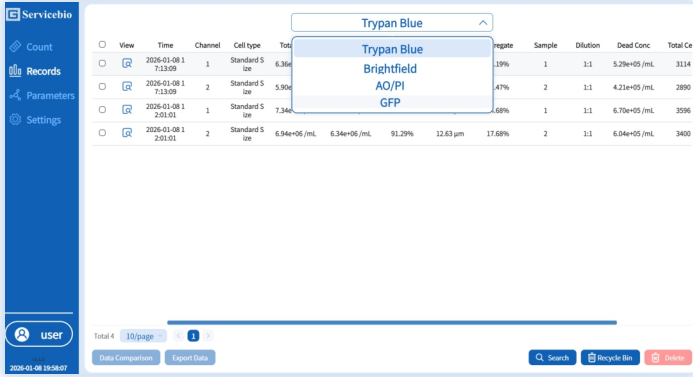 Servicebio
Trypan Blue
Count
Records
Parameters
Settings
Trypan Blue
Brightfield
AO/PI
GFP
View Time Channel Cell type Tota regate Sample Dilution Dead Conc Total Ce
2026-01-08 1
7:13:09
1
Standard S
ize
6.36e .19% 1 1:1 5.29e+05 /mL 3114
2026-01-08 1
7:13:09
2
Standard S
ize
5.90e .47% 2 1:1 4.21e+05 /mL 2890
2026-01-08 1
2:01:01
1
Standard S
ize
7.34e .68% 1 1:1 6.70e+05 /mL 3596
2026-01-08 1
2:01:01
2
Standard S
ize
6.94e+06 /mL 6.34e+06 /mL 91.29% 12.63 μm 17.68% 2 1:1 6.04e+05 /mL 3400
user
2026-01-08 19:58:07
Total 4 10/page 1
Data Comparison Export Data Search Recycle Bin Delete